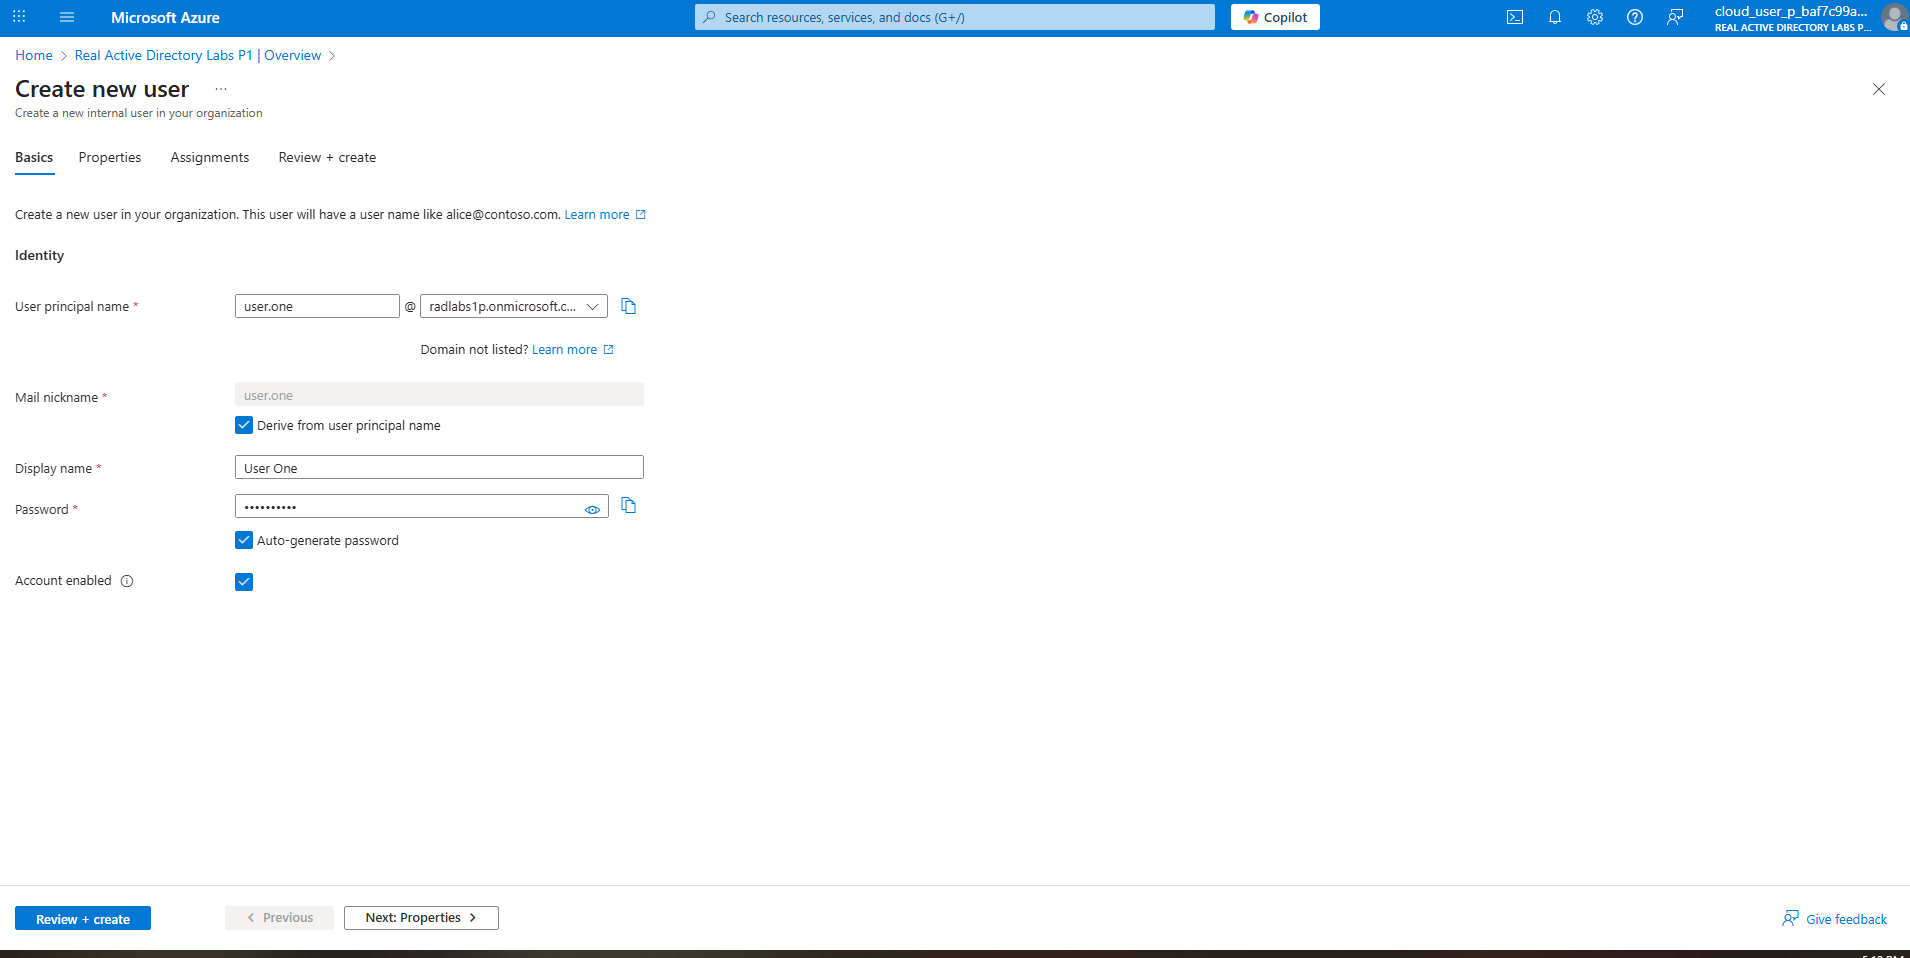 Microsoft Azure
Search resources, services, and docs (G+/)
Copilot
cloud_user_p_baf7c99a...
REAL ACTIVE DIRECTORY LABS P...
Home > Real Active Directory Labs P1 | Overview >
Create new user ...
Create a new internal user in your organization
Basics Properties Assignments Review + create
Create a new user in your organization. This user will have a user name like alice@contoso.com. Learn more
Identity
User principal name * user.one @ radlabs1p.onmicrosoft.c...
Domain not listed? Learn more
Mail nickname * user.one
Derive from user principal name
Display name * User One
Password * ••••••••••
Auto-generate password
Account enabled
Review + create < Previous Next: Properties > Give feedback